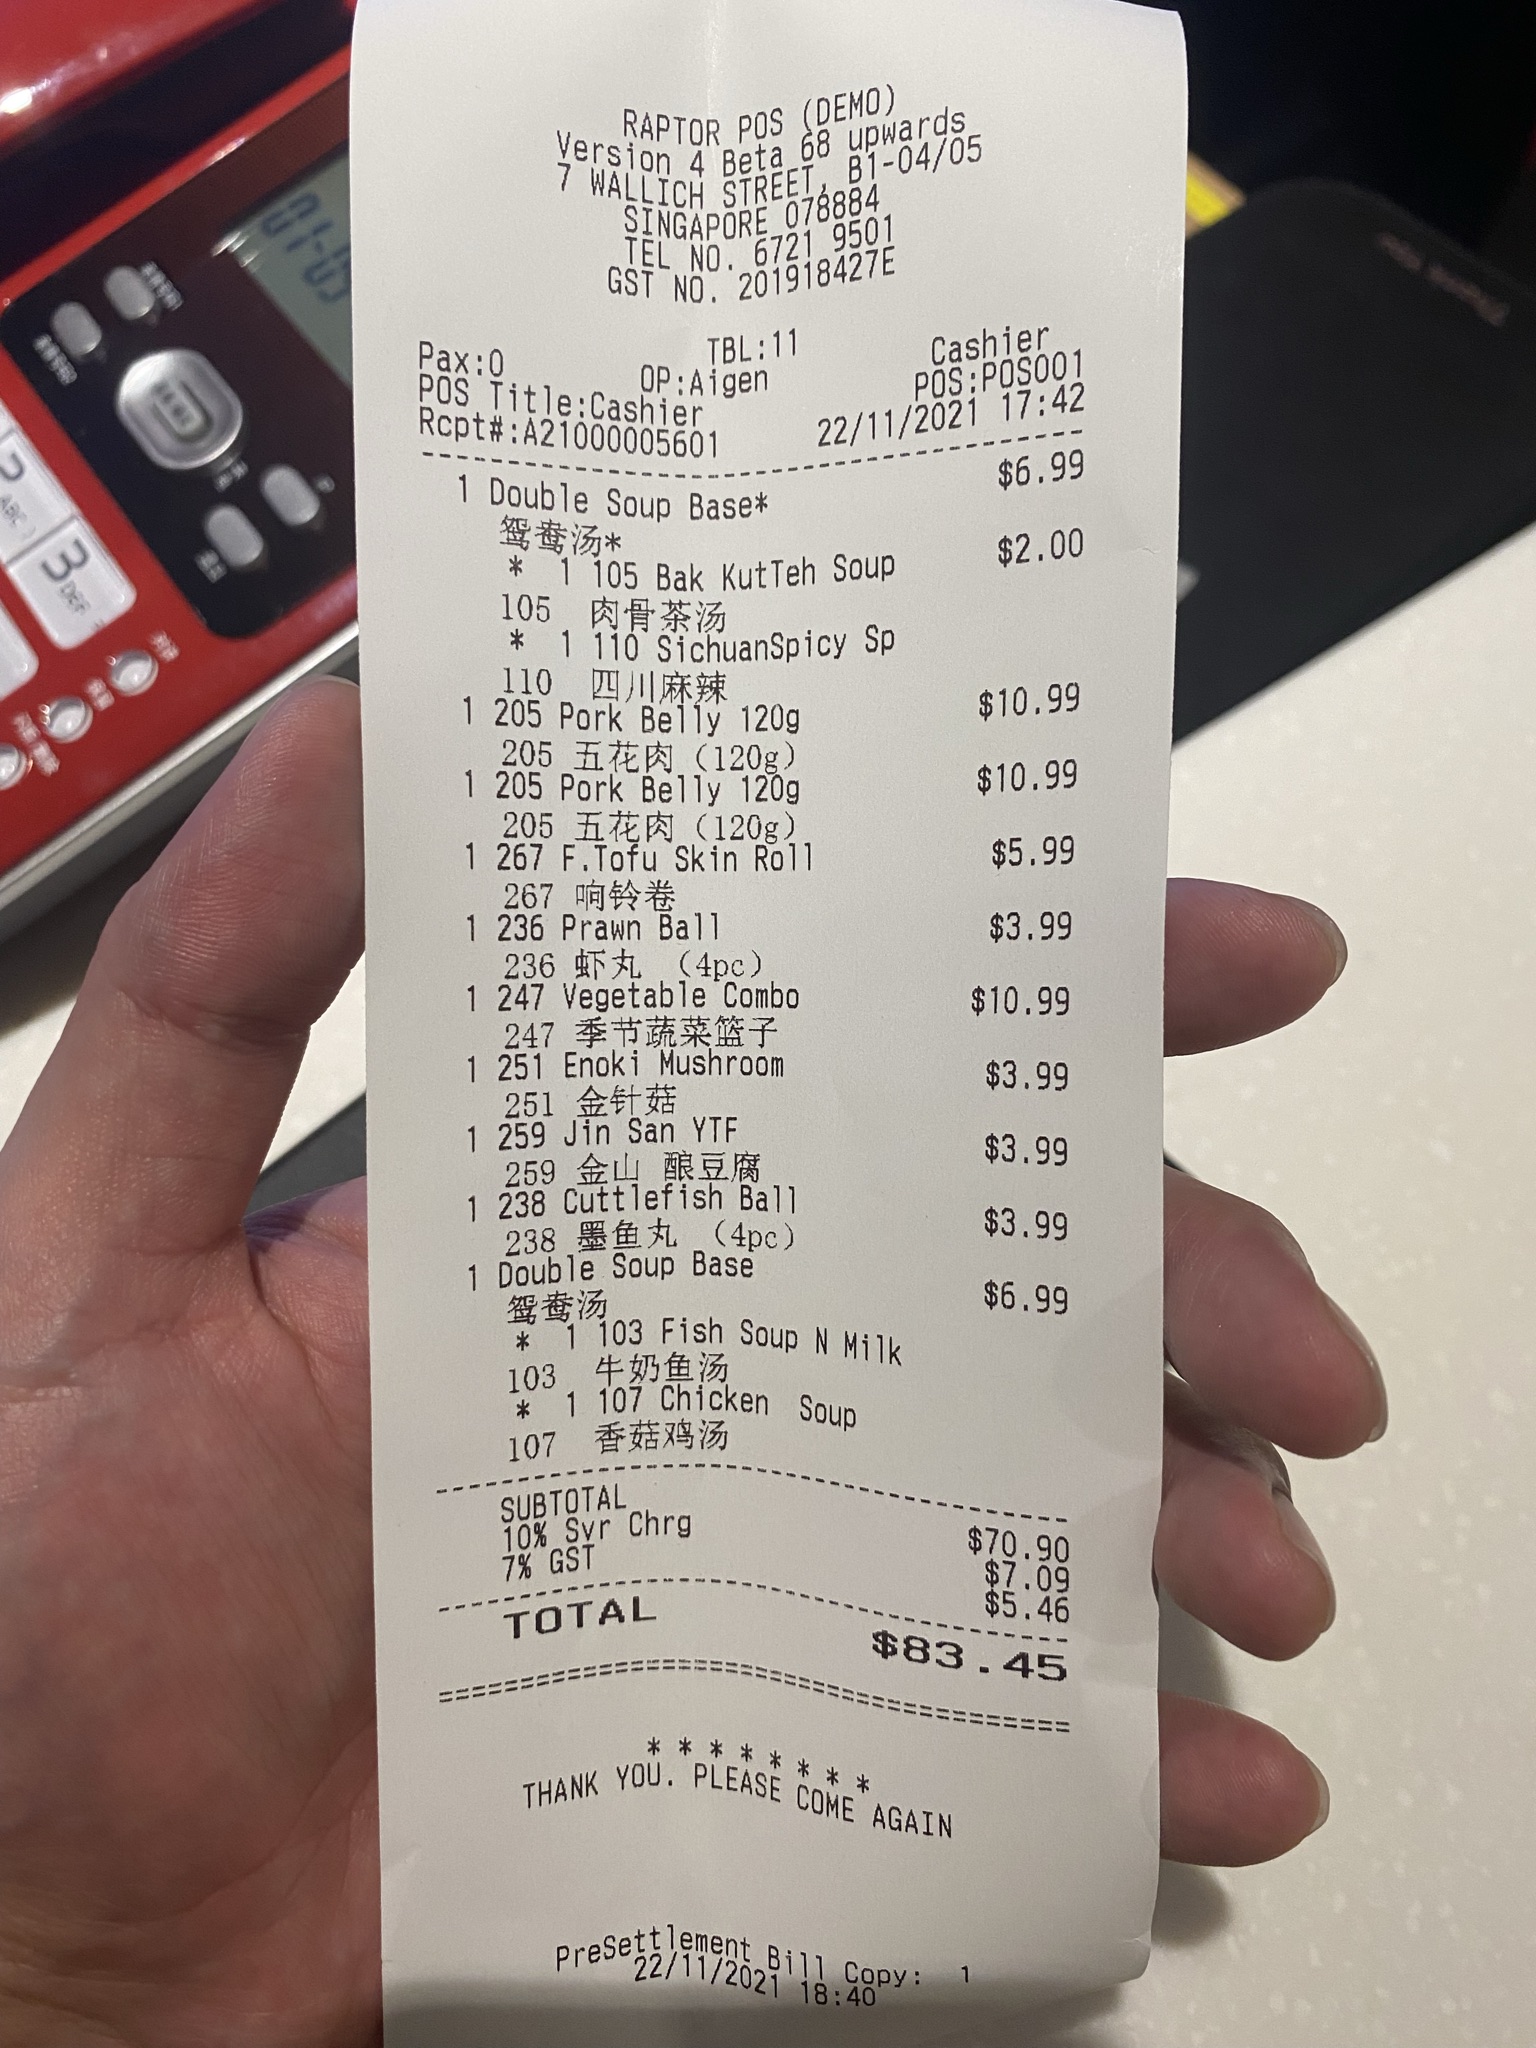 RAPTOR POS (DEMO)
Version 4 Beta 68 upwards
7 WALLICH STREET, B1-04/05
SINGAPORE 078884
TEL NO. 6721 9501
GST NO. 201918427E
Pax:0 TBL:11 Cashier
OP:Aigen POS:POS001
POS Title:Cashier
Rcpt#:A21000005601 22/11/2021 17:42
1 Double Soup Base* $6.99
鸳鸯汤*
* 1 105 Bak KutTeh Soup $2.00
105 肉骨茶汤
* 1 110 SichuanSpicy Sp
110 四川麻辣
1 205 Pork Belly 120g $10.99
205 五花肉 (120g)
1 205 Pork Belly 120g $10.99
205 五花肉 (120g)
1 267 F.Tofu Skin Roll $5.99
267 响铃卷
1 236 Prawn Ball $3.99
236 虾丸 (4pc)
1 247 Vegetable Combo $10.99
247 季节蔬菜篮子
1 251 Enoki Mushroom $3.99
251 金针菇
1 259 Jin San YTF $3.99
259 金山 酿豆腐
1 238 Cuttlefish Ball $3.99
238 墨鱼丸 (4pc)
1 Double Soup Base $6.99
鸳鸯汤
* 1 103 Fish Soup N Milk
103 牛奶鱼汤
* 1 107 Chicken Soup
107 香菇鸡汤
SUBTOTAL $70.90
10% Svr Chrg $7.09
7% GST $5.46
TOTAL $83.45
* * * * * * * *
THANK YOU. PLEASE COME AGAIN
PreSettlement Bill Copy: 1
22/11/2021 18:40
2
ABC
3
DEF